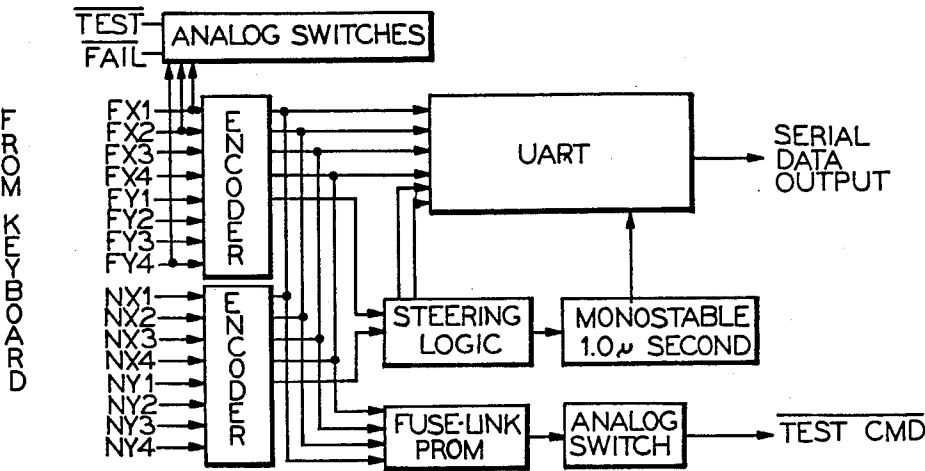 TEST
FAIL
ANALOG SWITCHES
FROM KEYBOARD
FX1
FX2
FX3
FX4
FY1
FY2
FY3
FY4
ENCODER
NX1
NX2
NX3
NX4
NY1
NY2
NY3
NY4
ENCODER
UART
SERIAL
DATA
OUTPUT
STEERING
LOGIC
MONOSTABLE
1.0μ SECOND
FUSE-LINK
PROM
ANALOG
SWITCH
TEST CMD